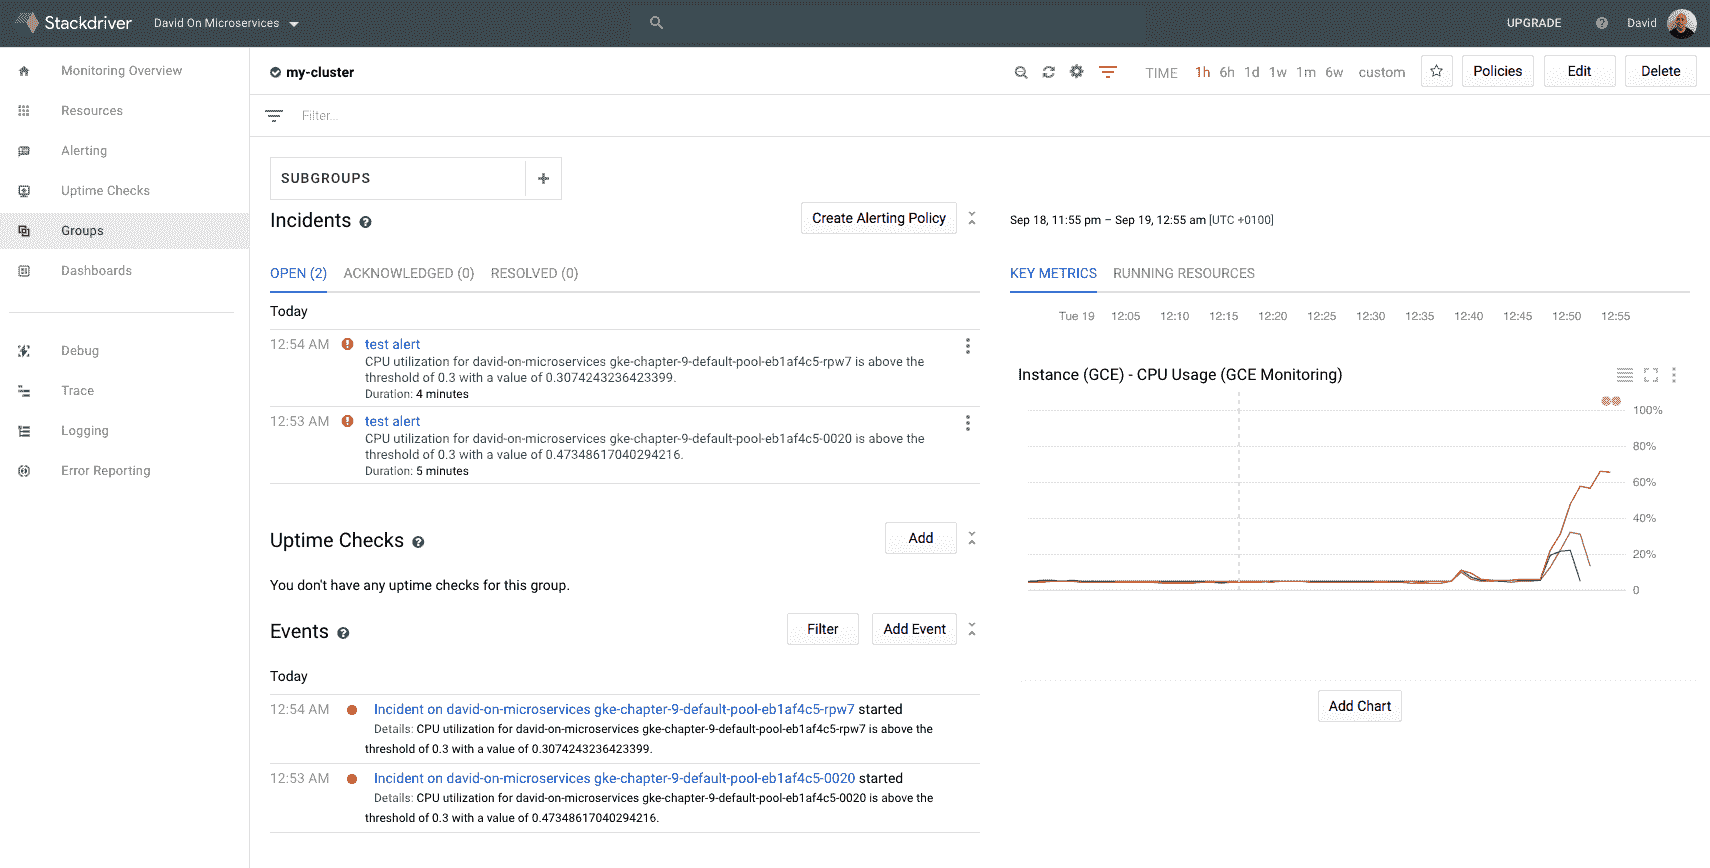 Stackdriver
David On Microservices
UPGRADE
David
Monitoring Overview
Resources
Alerting
Uptime Checks
Groups
Dashboards
Debug
Trace
Logging
Error Reporting
my-cluster
TIME 1h 6h 1d 1w 1m 6w custom
Policies
Edit
Delete
Filter...
SUBGROUPS +
Incidents ?
Create Alerting Policy
OPEN (2) ACKNOWLEDGED (0) RESOLVED (0)
Today
12:54 AM test alert
CPU utilization for david-on-microservices gke-chapter-9-default-pool-eb1af4c5-rpw7 is above the
threshold of 0.3 with a value of 0.3074243236423399.
Duration: 4 minutes
12:53 AM test alert
CPU utilization for david-on-microservices gke-chapter-9-default-pool-eb1af4c5-0020 is above the
threshold of 0.3 with a value of 0.47348617040294216.
Duration: 5 minutes
Uptime Checks ?
Add
You don't have any uptime checks for this group.
Events ?
Filter
Add Event
Today
12:54 AM Incident on david-on-microservices gke-chapter-9-default-pool-eb1af4c5-rpw7 started
Details: CPU utilization for david-on-microservices gke-chapter-9-default-pool-eb1af4c5-rpw7 is above the
threshold of 0.3 with a value of 0.3074243236423399.
12:53 AM Incident on david-on-microservices gke-chapter-9-default-pool-eb1af4c5-0020 started
Details: CPU utilization for david-on-microservices gke-chapter-9-default-pool-eb1af4c5-0020 is above the
threshold of 0.3 with a value of 0.47348617040294216.
Sep 18, 11:55 pm – Sep 19, 12:55 am [UTC +0100]
KEY METRICS RUNNING RESOURCES
Tue 19 12:05 12:10 12:15 12:20 12:25 12:30 12:35 12:40 12:45 12:50 12:55
Instance (GCE) - CPU Usage (GCE Monitoring)
100%
80%
60%
40%
20%
0
Add Chart